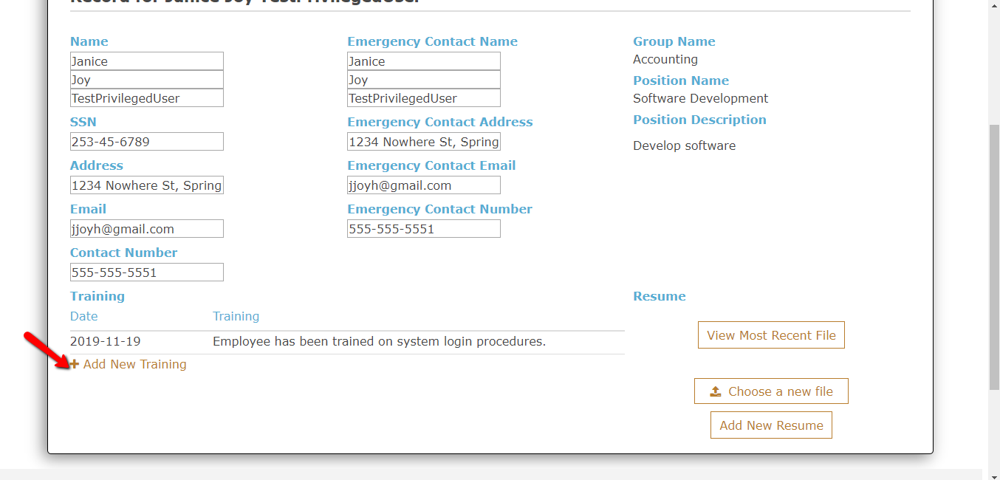 Record for Janice Joy TestPrivilegedUser
Name
Janice
Joy
TestPrivilegedUser
SSN
253-45-6789
Address
1234 Nowhere St, Spring
Email
jjoyh@gmail.com
Contact Number
555-555-5551
Emergency Contact Name
Janice
Joy
TestPrivilegedUser
Emergency Contact Address
1234 Nowhere St, Spring
Emergency Contact Email
jjoyh@gmail.com
Emergency Contact Number
555-555-5551
Group Name
Accounting
Position Name
Software Development
Position Description
Develop software
Training
Date Training
2019-11-19 Employee has been trained on system login procedures.
Add New Training
Resume
View Most Recent File
Choose a new file
Add New Resume